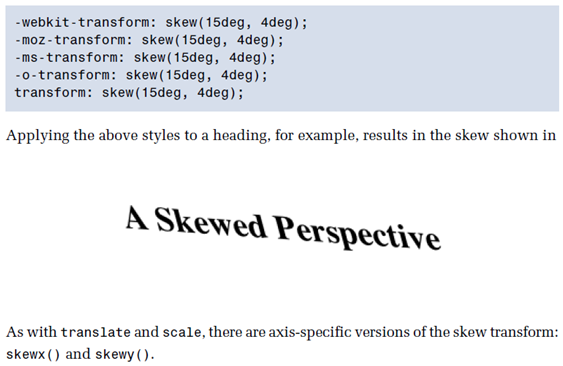 -webkit-transform: skew(15deg, 4deg);
-moz-transform: skew(15deg, 4deg);
-ms-transform: skew(15deg, 4deg);
-o-transform: skew(15deg, 4deg);
transform: skew(15deg, 4deg);
Applying the above styles to a heading, for example, results in the skew shown in
A Skewed Perspective
As with translate and scale, there are axis-specific versions of the skew transform:
skewx() and skewy().